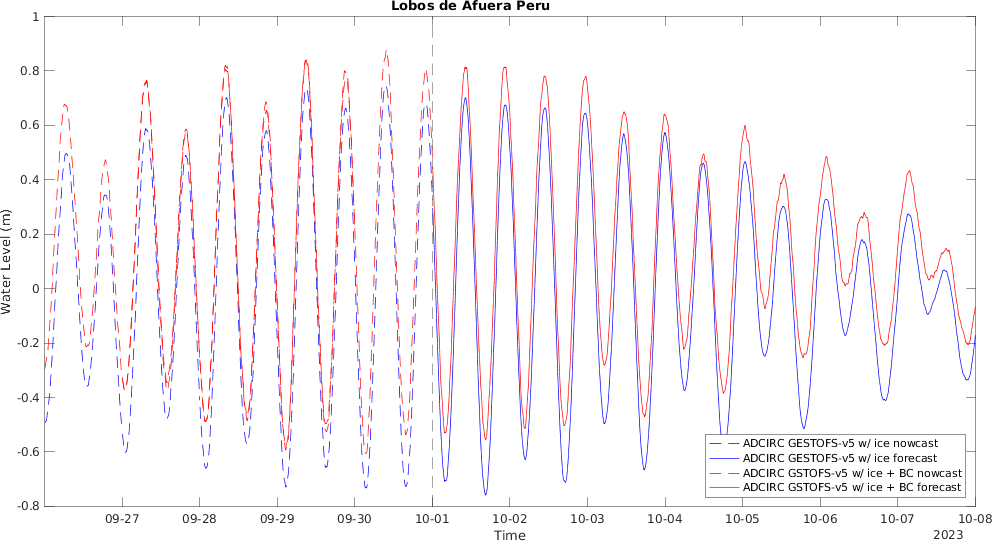 Lobos de Afuera Peru
1
0.8
0.6
0.4
0.2
0
-0.2
-0.4
-0.6
-0.8
Water Level (m)
ADCIRC GESTOFS-v5 w/ ice nowcast
ADCIRC GESTOFS-v5 w/ ice forecast
ADCIRC GSTOFS-v5 w/ ice + BC nowcast
ADCIRC GSTOFS-v5 w/ ice + BC forecast
09-27 09-28 09-29 09-30 10-01 10-02 10-03 10-04 10-05 10-06 10-07 10-08
Time
2023